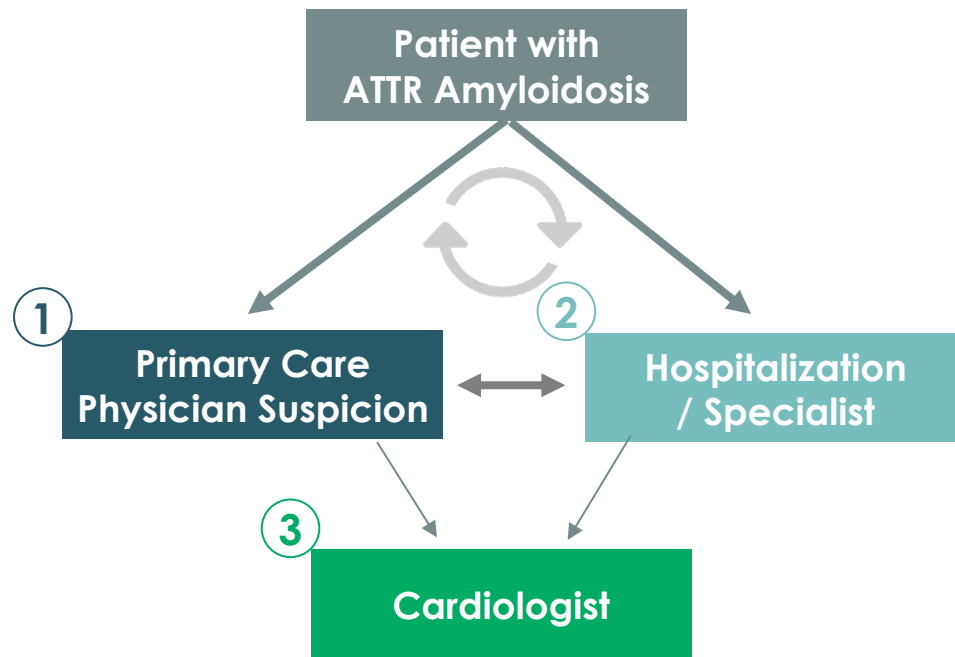 Patient with
ATTR Amyloidosis
1
Primary Care
Physician Suspicion
2
Hospitalization
/ Specialist
3
Cardiologist